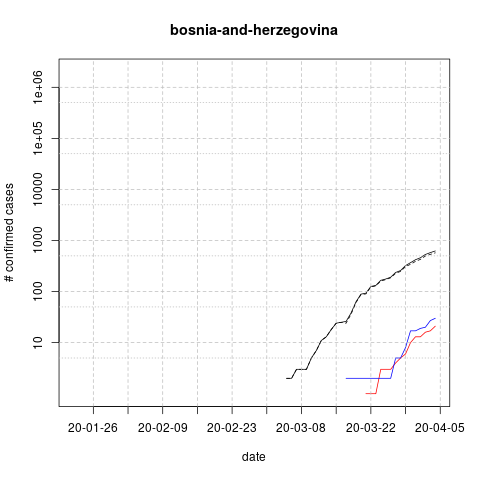 bosnia-and-herzegovina
1e+06
1e+05
10000
1000
100
10
# confirmed cases
20-01-26 20-02-09 20-02-23 20-03-08 20-03-22 20-04-05
date